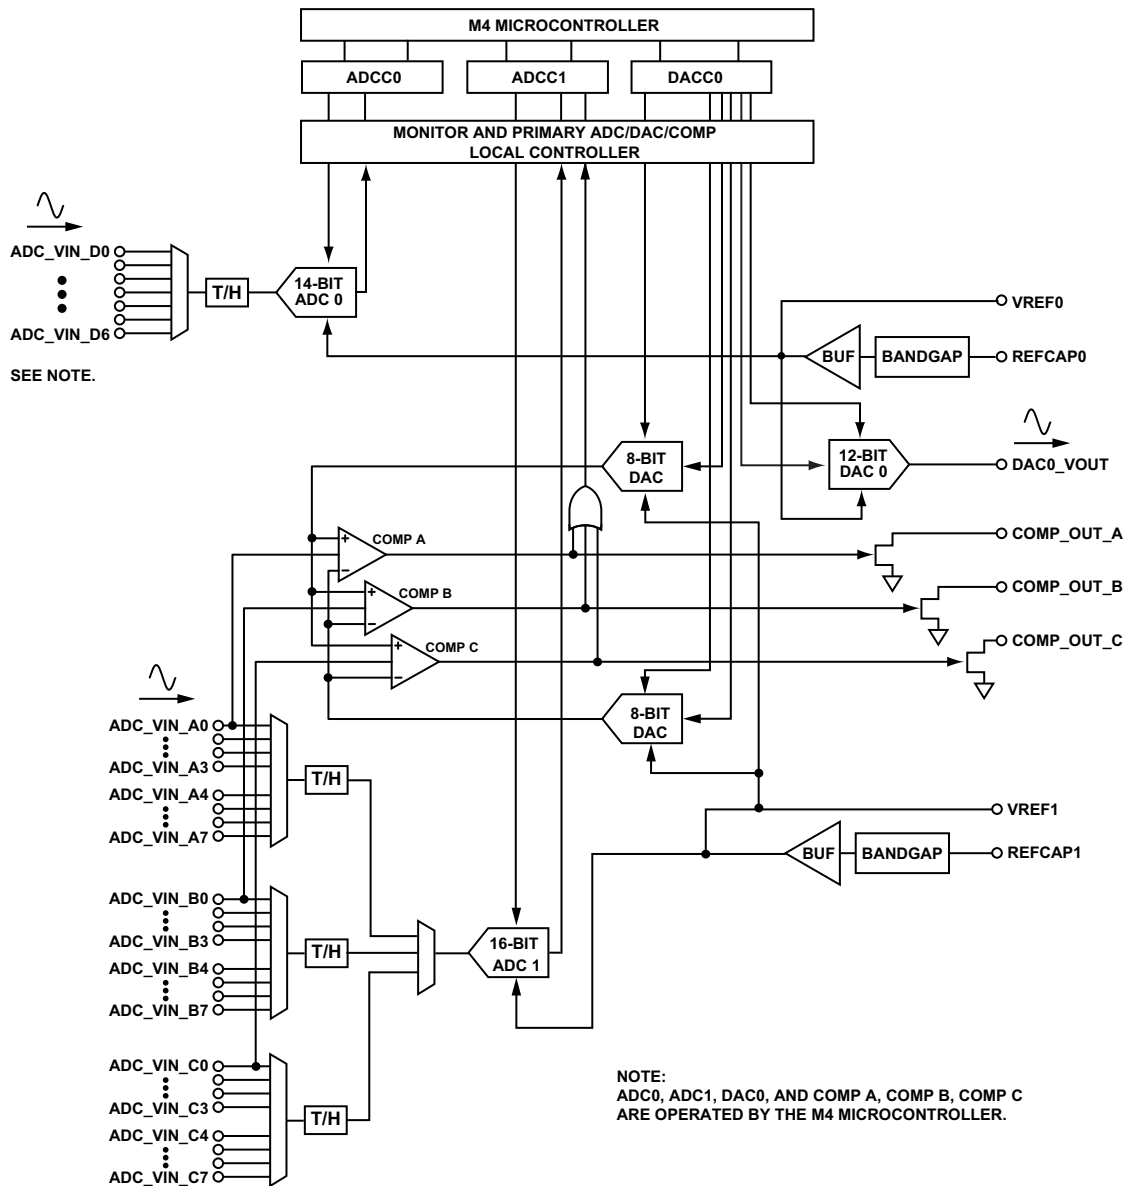 M4 MICROCONTROLLER
ADCC0
ADCC1
DACC0
MONITOR AND PRIMARY ADC/DAC/COMP
LOCAL CONTROLLER
ADC_VIN_D0
T/H
14-BIT
ADC 0
ADC_VIN_D6
SEE NOTE.
VREF0
BUF
BANDGAP
REFCAP0
8-BIT
DAC
12-BIT
DAC 0
DAC0_VOUT
COMP A
COMP_OUT_A
COMP B
COMP_OUT_B
COMP C
COMP_OUT_C
8-BIT
DAC
ADC_VIN_A0
ADC_VIN_A3
T/H
ADC_VIN_A4
ADC_VIN_A7
VREF1
BUF
BANDGAP
REFCAP1
ADC_VIN_B0
ADC_VIN_B3
T/H
16-BIT
ADC 1
ADC_VIN_B4
ADC_VIN_B7
ADC_VIN_C0
ADC_VIN_C3
T/H
ADC_VIN_C4
ADC_VIN_C7
NOTE:
ADC0, ADC1, DAC0, AND COMP A, COMP B, COMP C
ARE OPERATED BY THE M4 MICROCONTROLLER.